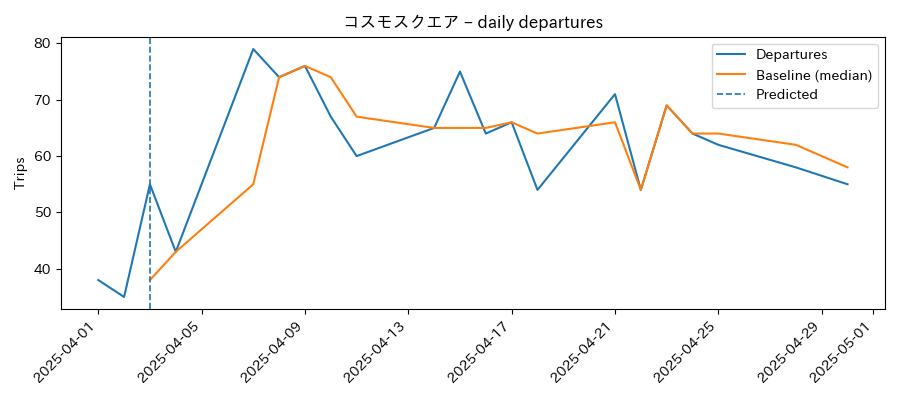 コスモスクエア – daily departures
Trips
80
70
60
50
40
Departures
Baseline (median)
Predicted
2025-04-01
2025-04-05
2025-04-09
2025-04-13
2025-04-17
2025-04-21
2025-04-25
2025-04-29
2025-05-01